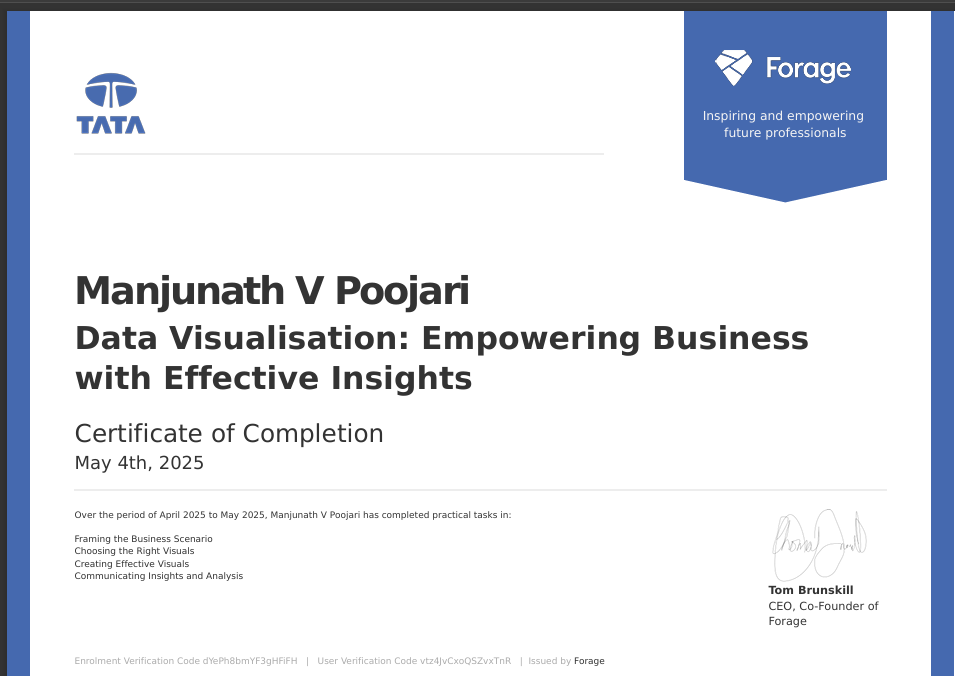 TATA
Forage
Inspiring and empowering
future professionals
Manjunath V Poojari
Data Visualisation: Empowering Business
with Effective Insights
Certificate of Completion
May 4th, 2025
Over the period of April 2025 to May 2025, Manjunath V Poojari has completed practical tasks in:
Framing the Business Scenario
Choosing the Right Visuals
Creating Effective Visuals
Communicating Insights and Analysis
Tom Brunskill
CEO, Co-Founder of
Forage
Enrolment Verification Code dYePh8bmYF3gHFiFH | User Verification Code vtz4JvCxoQSZvxTnR | Issued by Forage